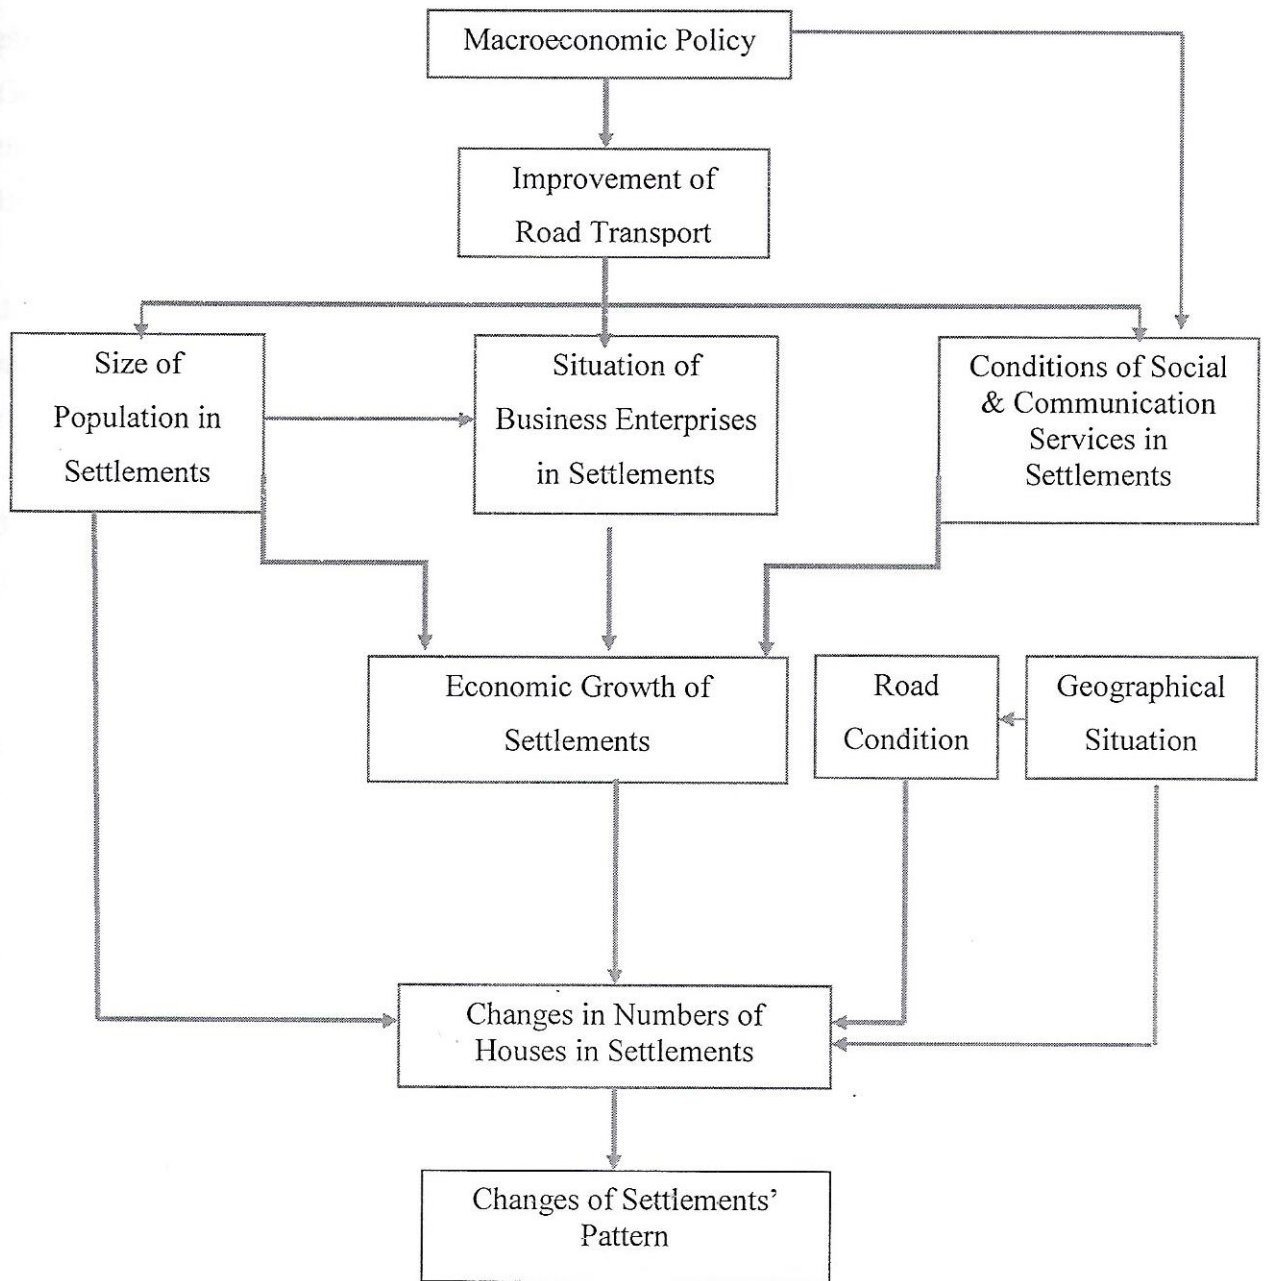 Macroeconomic Policy
Improvement of
Road Transport
Size of
Population in
Settlements
Situation of
Business Enterprises
in Settlements
Conditions of Social
& Communication
Services in
Settlements
Economic Growth of
Settlements
Road
Condition
Geographical
Situation
Changes in Numbers of
Houses in Settlements
Changes of Settlements’
Pattern